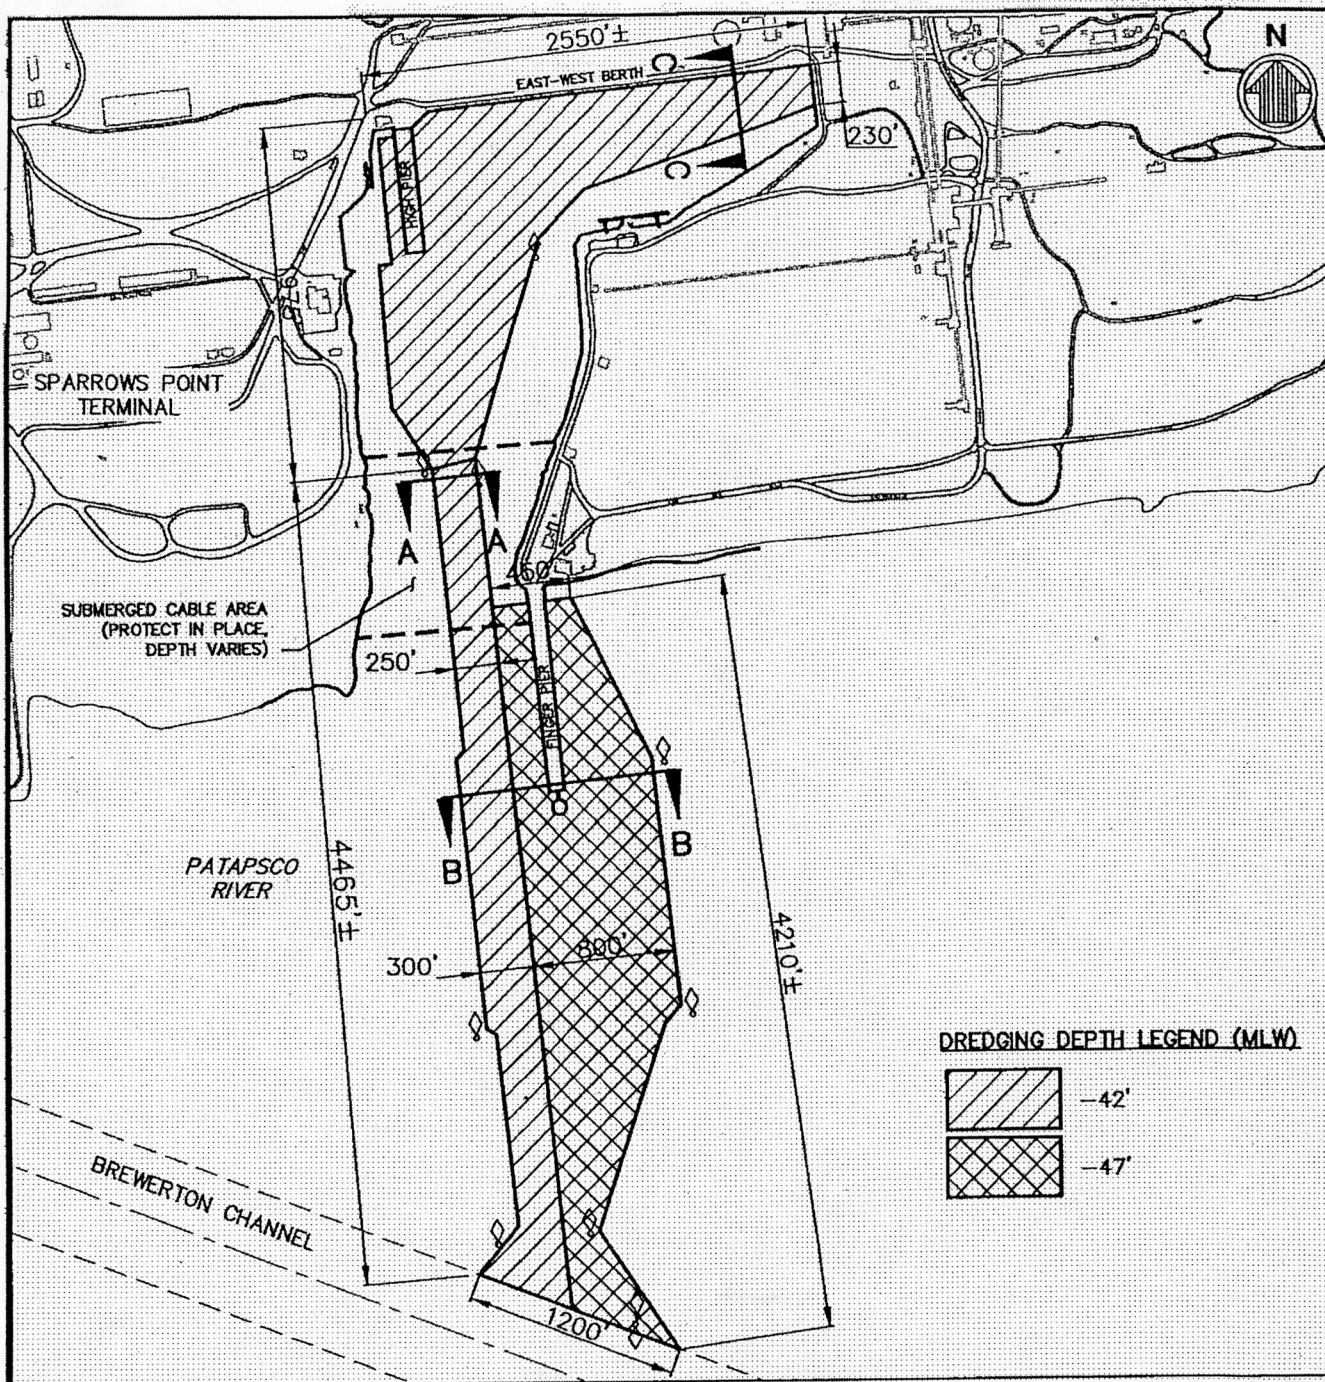 2550'±
EAST-WEST BERTH
C
N
230'
C
HIGH PIER
SPARROWS POINT
TERMINAL
A
A
SUBMERGED CABLE AREA
(PROTECT IN PLACE,
DEPTH VARIES)
250'
FINGER PIER
B
B
PATAPSCO
RIVER
4465'±
4210'±
300'
800'
DREDGING DEPTH LEGEND (MLW)
-42'
-47'
BREWERTON CHANNEL
1200'